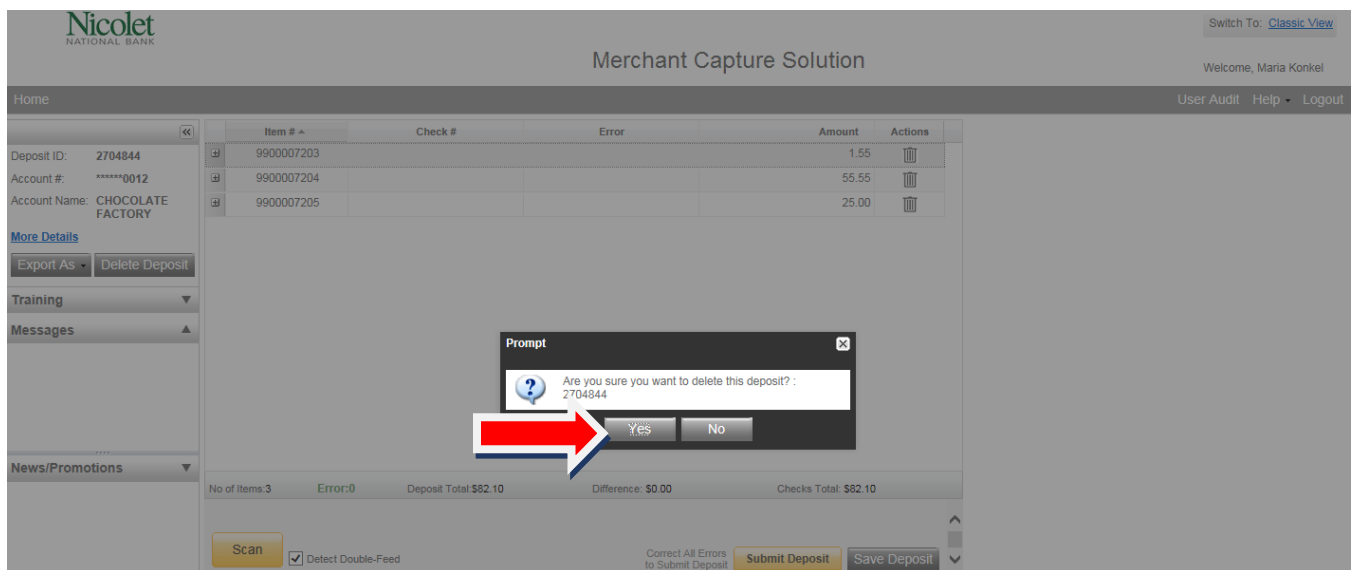 Nicolet
NATIONAL BANK
Switch To: Classic View
Merchant Capture Solution
Welcome, Maria Konkel
Home
User Audit Help Logout
Item # Check # Error Amount Actions
Deposit ID: 2704844
9900007203 1.55
Account #: ******0012
9900007204 55.55
Account Name: CHOCOLATE
FACTORY
9900007205 25.00
More Details
Export As Delete Deposit
Training
Messages
Prompt
Are you sure you want to delete this deposit? :
2704844
Yes No
News/Promotions
No of Items:3 Error:0 Deposit Total:$82.10 Difference: $0.00 Checks Total: $82.10
Scan
Detect Double-Feed
Correct All Errors
to Submit Deposit
Submit Deposit Save Deposit